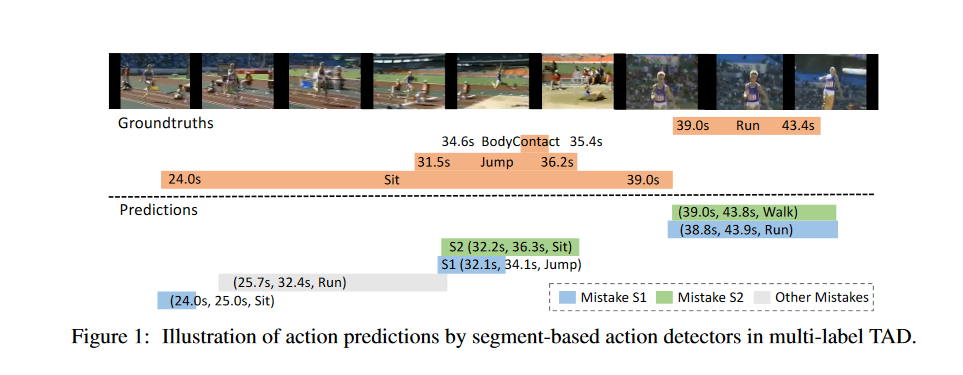 Groundtruths
39.0s Run 43.4s
34.6s BodyContact 35.4s
31.5s Jump 36.2s
24.0s Sit 39.0s
Predictions
(39.0s, 43.8s, Walk)
(38.8s, 43.9s, Run)
S2 (32.2s, 36.3s, Sit)
S1 (32.1s, 34.1s, Jump)
(25.7s, 32.4s, Run)
(24.0s, 25.0s, Sit)
Mistake S1 Mistake S2 Other Mistakes
Figure 1: Illustration of action predictions by segment-based action detectors in multi-label TAD.